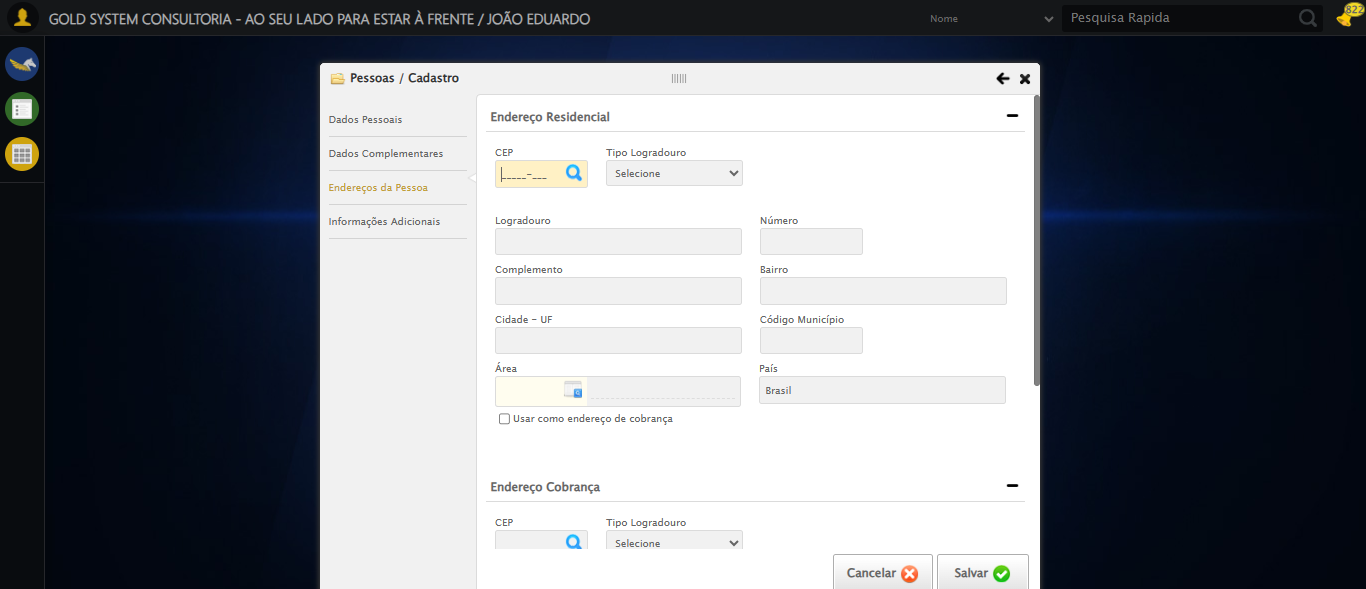 GOLD SYSTEM CONSULTORIA - AO SEU LADO PARA ESTAR À FRENTE / JOÃO EDUARDO
Nome
Pesquisa Rapida
822
Pessoas / Cadastro
Dados Pessoais
Dados Complementares
Endereços da Pessoa
Informações Adicionais
Endereço Residencial
CEP
Tipo Logradouro
_____-___
Selecione
Logradouro
Número
Complemento
Bairro
Cidade - UF
Código Município
Área
País
Brasil
Usar como endereço de cobrança
Endereço Cobrança
CEP
Tipo Logradouro
Selecione
Cancelar
Salvar